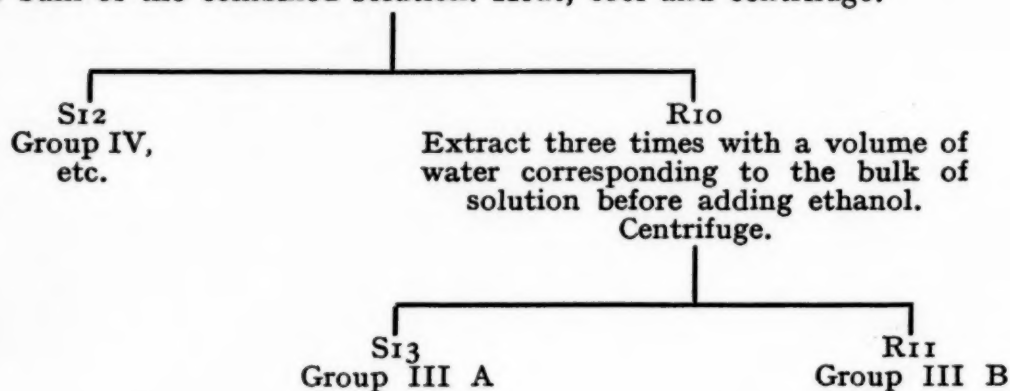 bulk of the combined solution. Heat, cool and centrifuge.
S12
Group IV,
etc.
R10
Extract three times with a volume of
water corresponding to the bulk of
solution before adding ethanol.
Centrifuge.
S13
Group III A
R11
Group III B